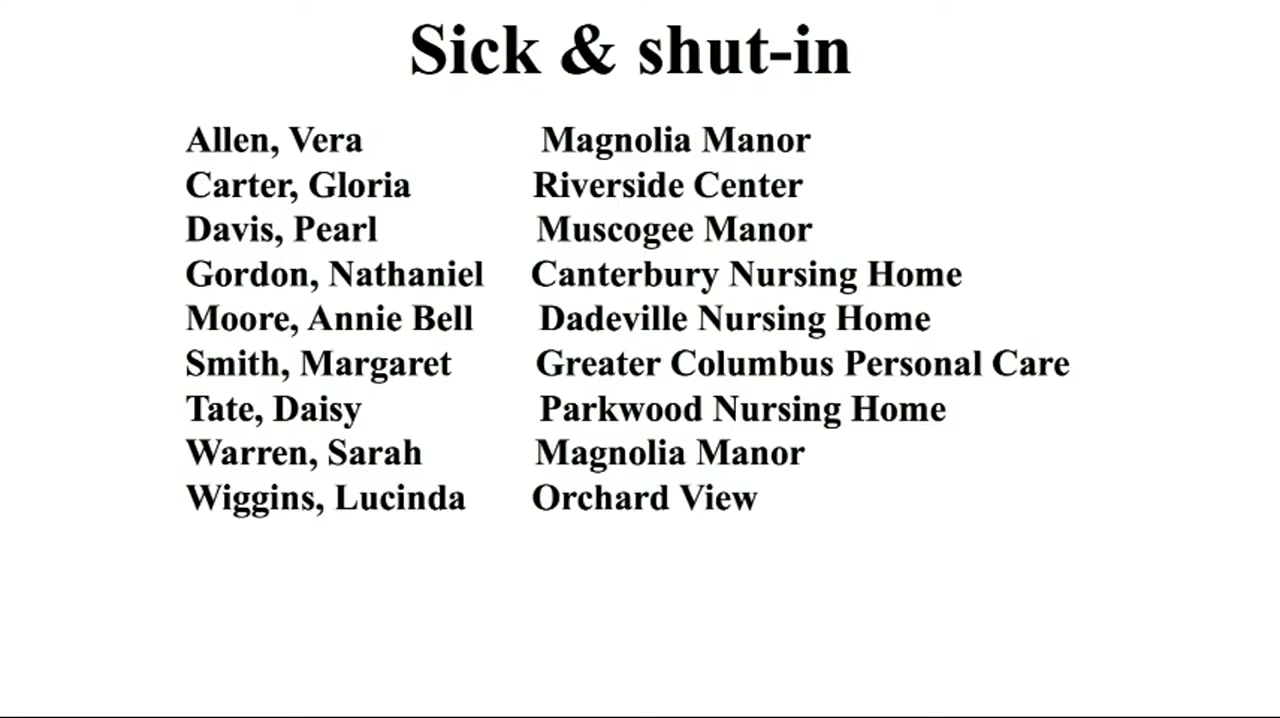 Sick & shut-in
Allen, Vera Magnolia Manor
Carter, Gloria Riverside Center
Davis, Pearl Muscogee Manor
Gordon, Nathaniel Canterbury Nursing Home
Moore, Annie Bell Dadeville Nursing Home
Smith, Margaret Greater Columbus Personal Care
Tate, Daisy Parkwood Nursing Home
Warren, Sarah Magnolia Manor
Wiggins, Lucinda Orchard View